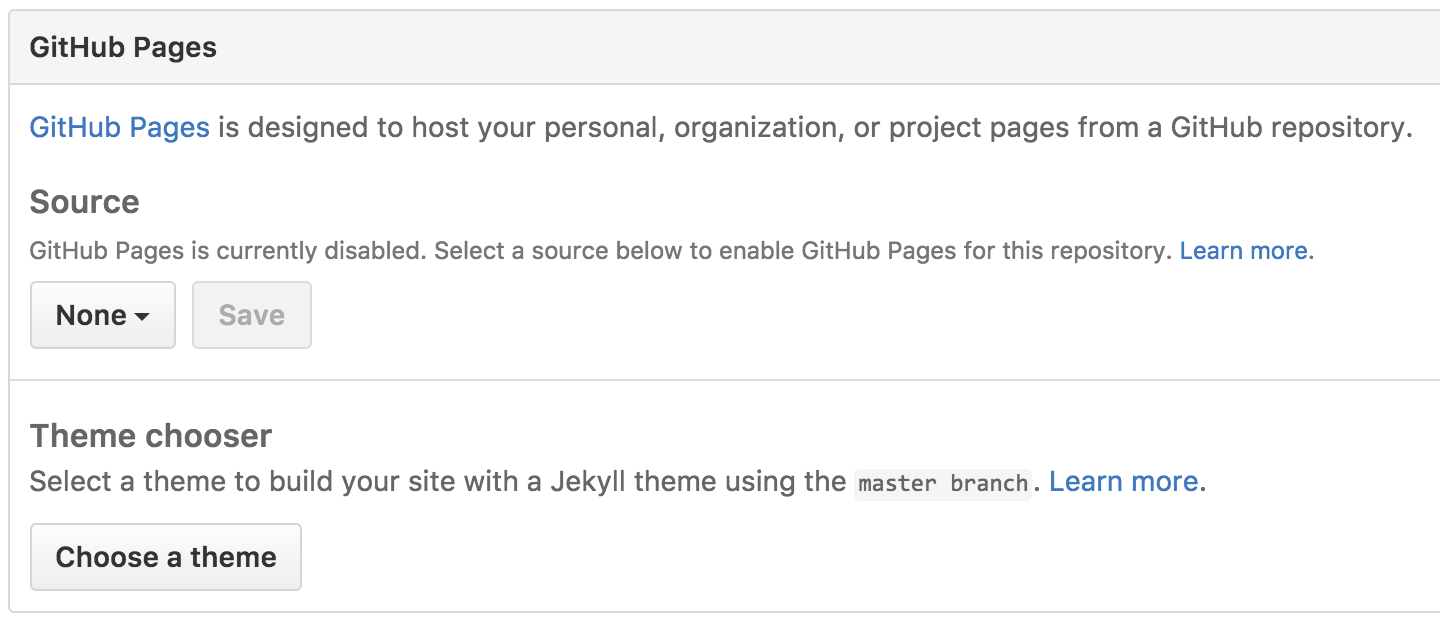 GitHub Pages
GitHub Pages is designed to host your personal, organization, or project pages from a GitHub repository.
Source
GitHub Pages is currently disabled. Select a source below to enable GitHub Pages for this repository. Learn more.
None Save
Theme chooser
Select a theme to build your site with a Jekyll theme using the master branch. Learn more.
Choose a theme